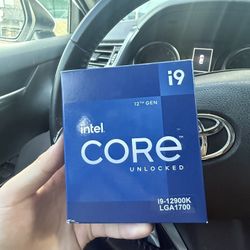 i9
12TH GEN
intel
CORE
UNLOCKED
I9-12900K
LGA1700